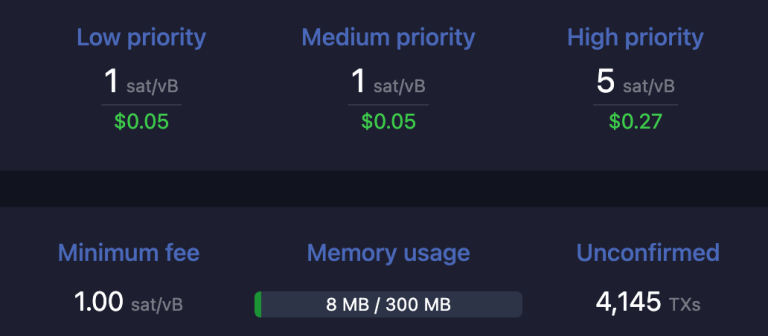 Low priority Medium priority High priority
1 sat/vB 1 sat/vB 5 sat/vB
$0.05 $0.05 $0.27
Minimum fee Memory usage Unconfirmed
1.00 sat/vB 8 MB / 300 MB 4,145 TXs